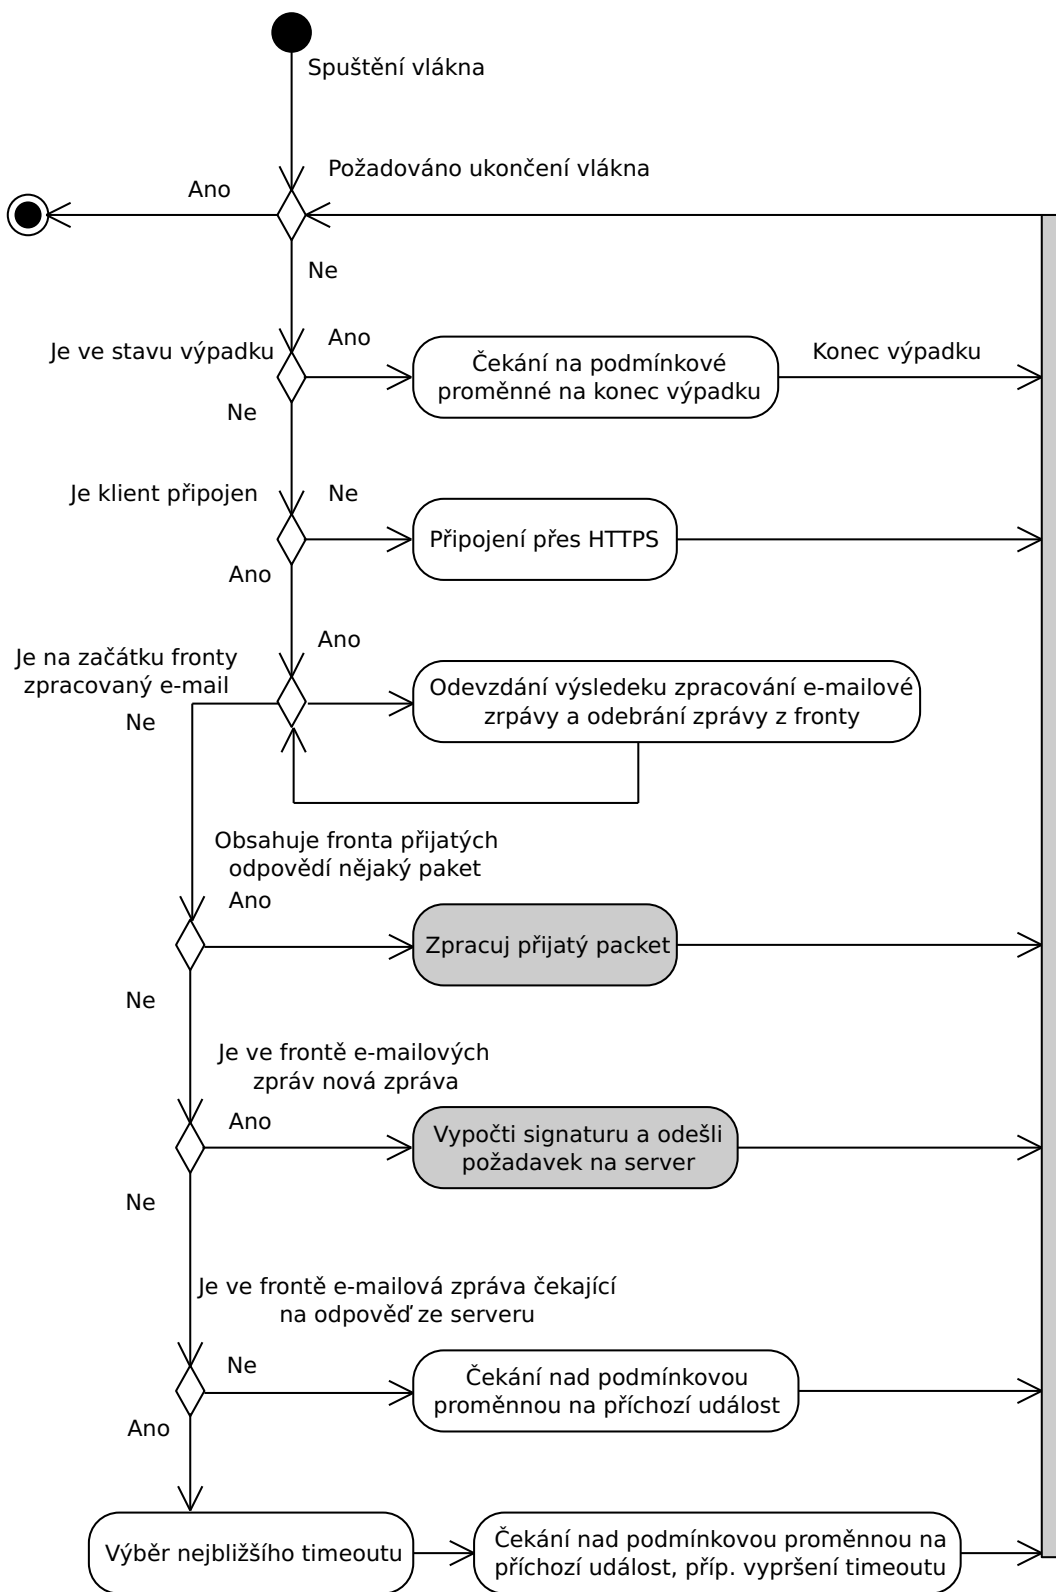 Spuštění vlákna
Požadováno ukončení vlákna
Ano
Ne
Je ve stavu výpadku
Ano
Čekání na podmínkové
proměnné na konec výpadku
Konec výpadku
Ne
Je klient připojen
Ne
Připojení přes HTTPS
Ano
Ano
Je na začátku fronty
zpracovaný e-mail
Ne
Odevzdání výsledeku zpracování e-mailové
zrpávy a odebrání zprávy z fronty
Obsahuje fronta přijatých
odpovědí nějaký paket
Ano
Zpracuj přijatý packet
Ne
Je ve frontě e-mailových
zpráv nová zpráva
Ano
Vypočti signaturu a odešli
požadavek na server
Ne
Je ve frontě e-mailová zpráva čekající
na odpověď ze serveru
Ne
Čekání nad podmínkovou
proměnnou na příchozí událost
Ano
Výběr nejbližšího timeoutu
Čekání nad podmínkovou proměnnou na
příchozí událost, příp. vypršení timeoutu